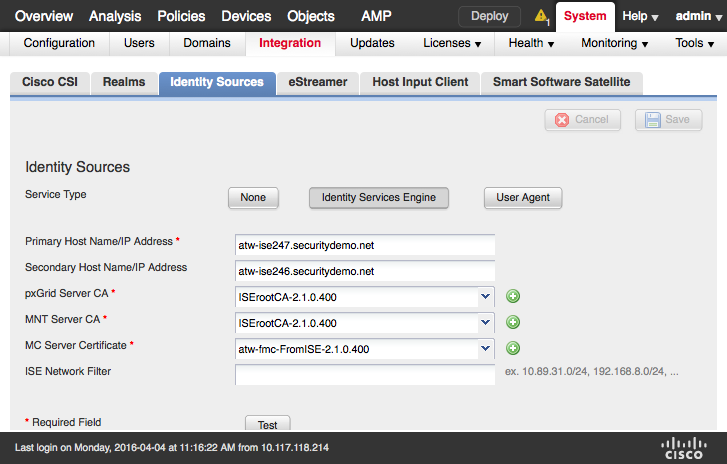 Overview Analysis Policies Devices Objects AMP Deploy 1 System Help admin
Configuration Users Domains Integration Updates Licenses Health Monitoring Tools
Cisco CSI Realms Identity Sources eStreamer Host Input Client Smart Software Satellite
Cancel Save
Identity Sources
Service Type None Identity Services Engine User Agent
Primary Host Name/IP Address * atw-ise247.securitydemo.net
Secondary Host Name/IP Address atw-ise246.securitydemo.net
pxGrid Server CA * ISErootCA-2.1.0.400
MNT Server CA * ISErootCA-2.1.0.400
MC Server Certificate * atw-fmc-FromISE-2.1.0.400
ISE Network Filter ex. 10.89.31.0/24, 192.168.8.0/24, ...
* Required Field Test
Last login on Monday, 2016-04-04 at 11:16:22 AM from 10.117.118.214
CISCO